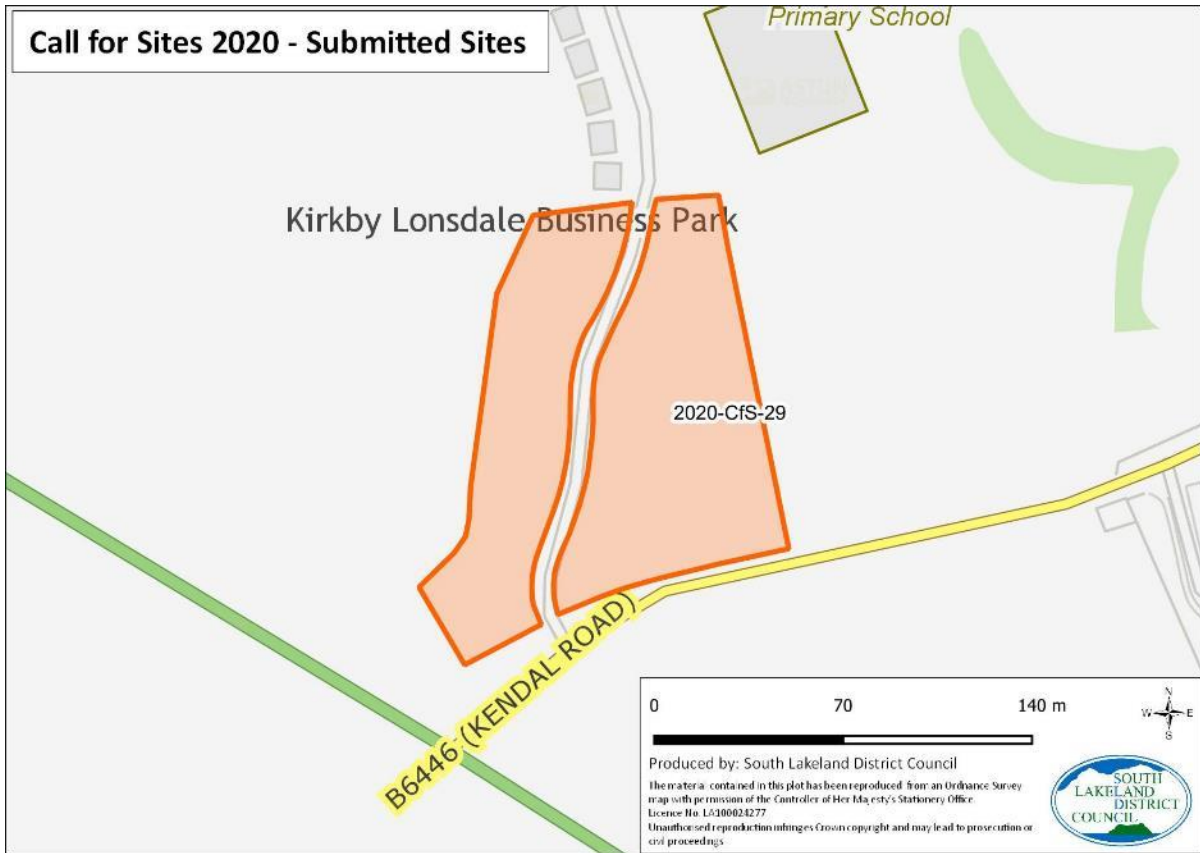 Call for Sites 2020 - Submitted Sites
Primary School
Kirkby Lonsdale Business Park
2020-CfS-29
B6446 (KENDAL ROAD)
0 70 140 m
N
W E
S
Produced by: South Lakeland District Council
The material contained in this plot has been reproduced from an Ordnance Survey
map with permission of the Controller of Her Majesty's Stationery Office
Licence No. LA100024277
Unauthorised reproduction infringes Crown copyright and may lead to prosecution or
civil proceedings
SOUTH
LAKELAND
DISTRICT
COUNCIL